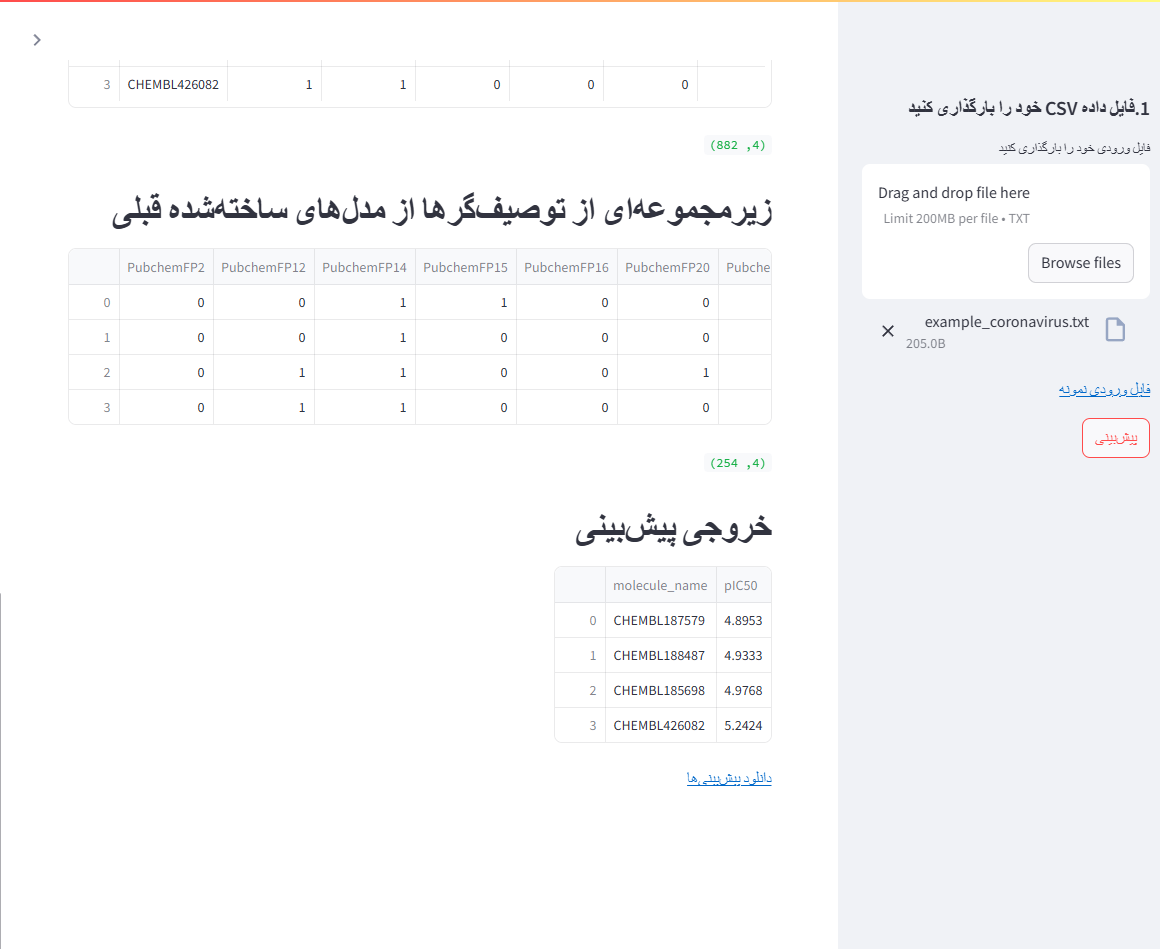 3 CHEMBL426082 1 1 0 0 0
(4, 882)
زیرمجموعه‌ای از توصیف‌گرها از مدل‌های ساخته‌شده قبلی
PubchemFP2 PubchemFP12 PubchemFP14 PubchemFP15 PubchemFP16 PubchemFP20 Pubche
0 0 0 1 1 0 0
1 0 0 1 0 0 0
2 0 1 1 0 0 1
3 0 1 1 0 0 0
(4, 254)
خروجی پیش‌بینی
molecule_name pIC50
0 CHEMBL187579 4.8953
1 CHEMBL188487 4.9333
2 CHEMBL185698 4.9768
3 CHEMBL426082 5.2424
دانلود پیش‌بینی‌ها
1.فایل داده CSV خود را بارگذاری کنید
فایل ورودی خود را بارگذاری کنید
Drag and drop file here
Limit 200MB per file • TXT
Browse files
example_coronavirus.txt
205.0B
فایل ورودی نمونه
پیش‌بینی